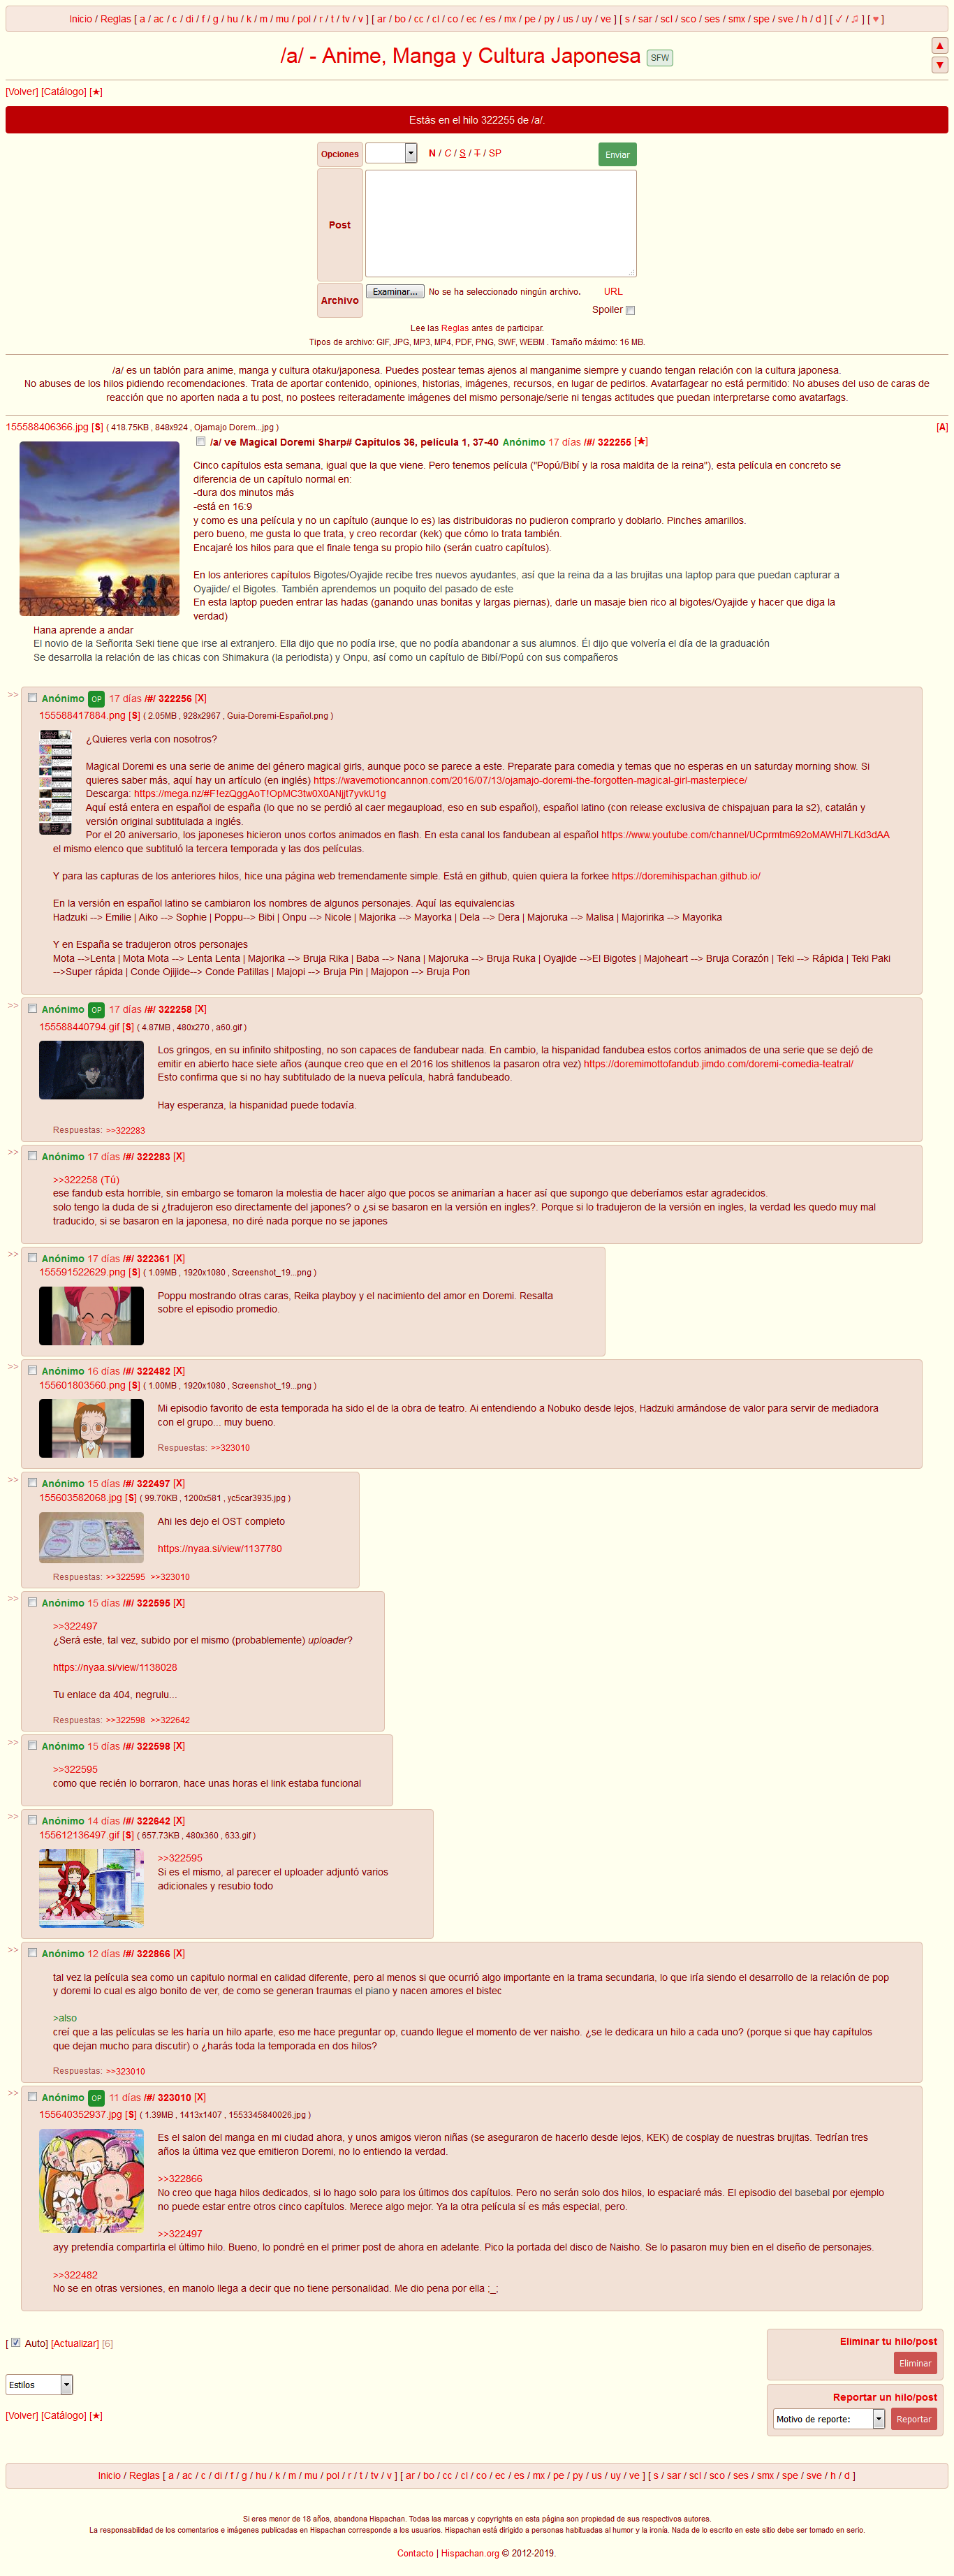 Inicio / Reglas [ a / ac / c / di / f / g / hu / k / m / mu / pol / r / t / tv / v ] [ ar / bo / cc / cl / co / ec / es / mx / pe / py / us / uy / ve ] [ s / sar / scl / sco / ses / smx / spe / sve / h / d ] [ ✓ / ♫ ] [ ♥ ]
/a/ - Anime, Manga y Cultura Japonesa SFW
▲
▼
[Volver] [Catálogo] [★]
Estás en el hilo 322255 de /a/.
Opciones N / C / S / T / SP Enviar
Post
Archivo Examinar... No se ha seleccionado ningún archivo. URL
Spoiler
Lee las Reglas antes de participar.
Tipos de archivo: GIF, JPG, MP3, MP4, PDF, PNG, SWF, WEBM . Tamaño máximo: 16 MB.
/a/ es un tablón para anime, manga y cultura otaku/japonesa. Puedes postear temas ajenos al manganime siempre y cuando tengan relación con la cultura japonesa.
No abuses de los hilos pidiendo recomendaciones. Trata de aportar contenido, opiniones, historias, imágenes, recursos, en lugar de pedirlos. Avatarfagear no está permitido: No abuses del uso de caras de
reacción que no aporten nada a tu post, no postees reiteradamente imágenes del mismo personaje/serie ni tengas actitudes que puedan interpretarse como avatarfags.
155588406366.jpg [S] ( 418.75KB , 848x924 , Ojamajo Dorem...jpg ) [A]
/a/ ve Magical Doremi Sharp# Capitulos 36, película 1, 37-40 Anónimo 17 días /#/ 322255 [★]
Cinco capítulos esta semana, igual que la que viene. Pero tenemos película ("Popú/Bibí y la rosa maldita de la reina"), esta película en concreto se
diferencia de un capítulo normal en:
-dura dos minutos más
-está en 16:9
y como es una película y no un capítulo (aunque lo es) las distribuidoras no pudieron comprarlo y doblarlo. Pinches amarillos.
pero bueno, me gusta lo que trata, y creo recordar (kek) que cómo lo trata también.
Encajaré los hilos para que el finale tenga su propio hilo (serán cuatro capítulos).
En los anteriores capítulos Bigotes/Oyajide recibe tres nuevos ayudantes, así que la reina da a las brujitas una laptop para que puedan capturar a
Oyajide/ el Bigotes. También aprendemos un poquito del pasado de este
En esta laptop pueden entrar las hadas (ganando unas bonitas y largas piernas), darle un masaje bien rico al bigotes/Oyajide y hacer que diga la
verdad)
Hana aprende a andar
El novio de la Señorita Seki tiene que irse al extranjero. Ella dijo que no podía irse, que no podía abandonar a sus alumnos. Él dijo que volvería el día de la graduación
Se desarrolla la relación de las chicas con Shimakura (la periodista) y Onpu, así como un capítulo de Bibí/Popú con sus compañeros
>> Anónimo OP 17 días /#/ 322256 [X]
155588417884.png [S] ( 2.05MB , 928x2967 , Guia-Doremi-Español.png )
¿Quieres verla con nosotros?
Magical Doremi es una serie de anime del género magical girls, aunque poco se parece a este. Preparate para comedia y temas que no esperas en un saturday morning show. Si
quieres saber más, aquí hay un artículo (en inglés) https://wavemotioncannon.com/2016/07/13/ojamajo-doremi-the-forgotten-magical-girl-masterpiece/
Descarga: https://mega.nz/#F!ezQggAoT!OpMC3tw0X0ANjjt7yvkU1g
Aquí está entera en español de españa (lo que no se perdió al caer megaupload, eso en sub español), español latino (con release exclusiva de chispajuan para la s2), catalán y
versión original subtitulada a inglés.
Por el 20 aniversario, los japoneses hicieron unos cortos animados en flash. En esta canal los fandubean al español https://www.youtube.com/channel/UCprmtm692oMAWHl7LKd3dAA
el mismo elenco que subtituló la tercera temporada y las dos películas.
Y para las capturas de los anteriores hilos, hice una página web tremendamente simple. Está en github, quien quiera la forkee https://doremihispachan.github.io/
En la versión en español latino se cambiaron los nombres de algunos personajes. Aquí las equivalencias
Hadzuki --> Emilie | Aiko --> Sophie | Poppu--> Bibi | Onpu --> Nicole | Majorika --> Mayorka | Dela --> Dera | Majoruka --> Malisa | Majoririka --> Mayorika
Y en España se tradujeron otros personajes
Mota -->Lenta | Mota Mota --> Lenta Lenta | Majorika --> Bruja Rika | Baba --> Nana | Majoruka --> Bruja Ruka | Oyajide -->El Bigotes | Majoheart --> Bruja Corazón | Teki --> Rápida | Teki Paki
-->Super rápida | Conde Ojijide--> Conde Patillas | Majopi --> Bruja Pin | Majopon --> Bruja Pon
>> Anónimo OP 17 días /#/ 322258 [X]
155588440794.gif [S] ( 4.87MB , 480x270 , a60.gif )
Los gringos, en su infinito shitposting, no son capaces de fandubear nada. En cambio, la hispanidad fandubea estos cortos animados de una serie que se dejó de
emitir en abierto hace siete años (aunque creo que en el 2016 los shitlenos la pasaron otra vez) https://doremimottofandub.jimdo.com/doremi-comedia-teatral/
Esto confirma que si no hay subtitulado de la nueva película, habrá fandubeado.
Hay esperanza, la hispanidad puede todavía.
Respuestas: >>322283
>> Anónimo 17 días /#/ 322283 [X]
>>322258 (Tú)
ese fandub esta horrible, sin embargo se tomaron la molestia de hacer algo que pocos se animarían a hacer así que supongo que deberíamos estar agradecidos.
solo tengo la duda de si ¿tradujeron eso directamente del japones? o ¿si se basaron en la versión en ingles?. Porque si lo tradujeron de la versión en ingles, la verdad les quedo muy mal
traducido, si se basaron en la japonesa, no diré nada porque no se japones
>> Anónimo 17 días /#/ 322361 [X]
155591522629.png [S] ( 1.09MB , 1920x1080 , Screenshot_19...png )
Poppu mostrando otras caras, Reika playboy y el nacimiento del amor en Doremi. Resalta
sobre el episodio promedio.
>> Anónimo 16 días /#/ 322482 [X]
155601803560.png [S] ( 1.00MB , 1920x1080 , Screenshot_19...png )
Mi episodio favorito de esta temporada ha sido el de la obra de teatro. Ai entendiendo a Nobuko desde lejos, Hadzuki armándose de valor para servir de mediadora
con el grupo... muy bueno.
Respuestas: >>323010
>> Anónimo 15 días /#/ 322497 [X]
155603582068.jpg [S] ( 99.70KB , 1200x581 , yc5car3935.jpg )
Ahi les dejo el OST completo
https://nyaa.si/view/1137780
Respuestas: >>322595 >>323010
>> Anónimo 15 días /#/ 322595 [X]
>>322497
¿Será este, tal vez, subido por el mismo (probablemente) uploader?
https://nyaa.si/view/1138028
Tu enlace da 404, negrulu...
Respuestas: >>322598 >>322642
>> Anónimo 15 días /#/ 322598 [X]
>>322595
como que recién lo borraron, hace unas horas el link estaba funcional
>> Anónimo 14 días /#/ 322642 [X]
155612136497.gif [S] ( 657.73KB , 480x360 , 633.gif )
>>322595
Si es el mismo, al parecer el uploader adjuntó varios
adicionales y resubio todo
>> Anónimo 12 días /#/ 322866 [X]
tal vez la película sea como un capitulo normal en calidad diferente, pero al menos si que ocurrió algo importante en la trama secundaria, lo que iría siendo el desarrollo de la relación de pop
y doremi lo cual es algo bonito de ver, de como se generan traumas el piano y nacen amores el bistec
>also
creí que a las películas se les haría un hilo aparte, eso me hace preguntar op, cuando llegue el momento de ver naisho. ¿se le dedicara un hilo a cada uno? (porque si que hay capítulos
que dejan mucho para discutir) o ¿harás toda la temporada en dos hilos?
Respuestas: >>323010
>> Anónimo OP 11 días /#/ 323010 [X]
155640352937.jpg [S] ( 1.39MB , 1413x1407 , 1553345840026.jpg )
Es el salon del manga en mi ciudad ahora, y unos amigos vieron niñas (se aseguraron de hacerlo desde lejos, KEK) de cosplay de nuestras brujitas. Tedrían tres
años la última vez que emitieron Doremi, no lo entiendo la verdad.
>>322866
No creo que haga hilos dedicados, si lo hago solo para los últimos dos capítulos. Pero no serán solo dos hilos, lo espaciaré más. El episodio del basebal por ejemplo
no puede estar entre otros cinco capítulos. Merece algo mejor. Ya la otra película sí es más especial, pero.
>>322497
ayy pretendía compartirla el último hilo. Bueno, lo pondré en el primer post de ahora en adelante. Pico la portada del disco de Naisho. Se lo pasaron muy bien en el diseño de personajes.
>>322482
No se en otras versiones, en manolo llega a decir que no tiene personalidad. Me dio pena por ella ;_;
[ Auto] [Actualizar] [6]
Eliminar tu hilo/post
Eliminar
Estilos
Reportar un hilo/post
Motivo de reporte: Reportar
[Volver] [Catálogo] [★]
Inicio / Reglas [ a / ac / c / di / f / g / hu / k / m / mu / pol / r / t / tv / v ] [ ar / bo / cc / cl / co / ec / es / mx / pe / py / us / uy / ve ] [ s / sar / scl / sco / ses / smx / spe / sve / h / d ]
Si eres menor de 18 años, abandona Hispachan. Todas las marcas y copyrights en esta página son propiedad de sus respectivos autores.
La responsabilidad de los comentarios e imágenes publicadas en Hispachan corresponde a los usuarios. Hispachan está dirigido a personas habituadas al humor y la ironía. Nada de lo escrito en este sitio debe ser tomado en serio.
Contacto | Hispachan.org © 2012-2019.